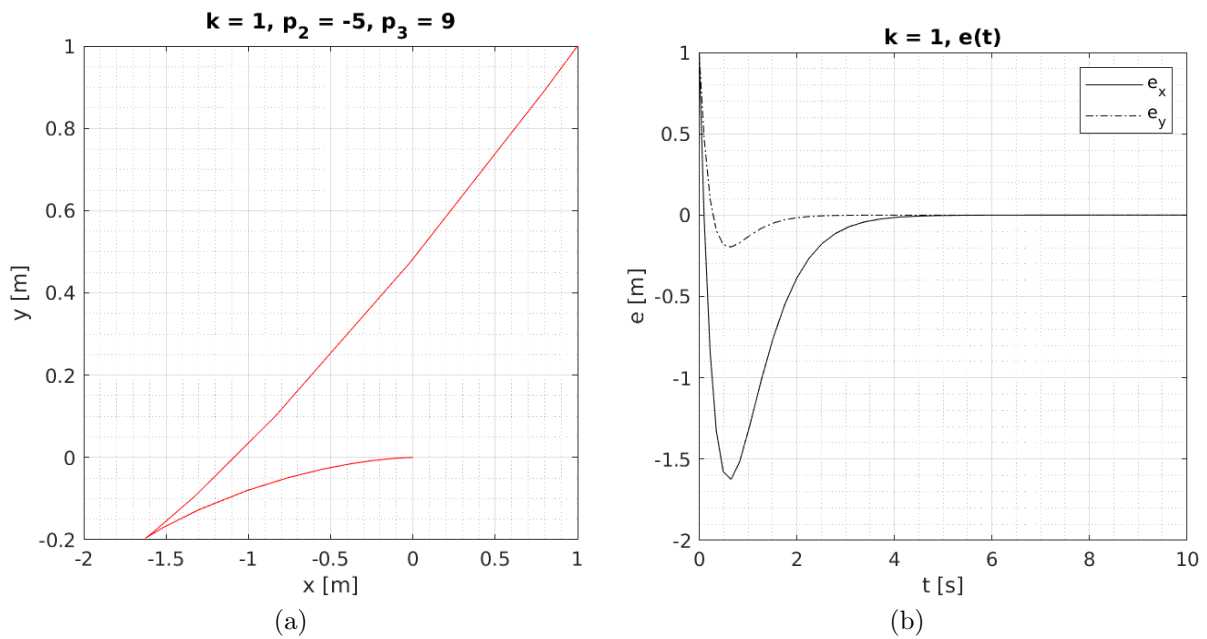 k = 1, p2 = -5, p3 = 9
1
0.8
0.6
0.4
0.2
0
-0.2
y [m]
-2
-1.5
-1
-0.5
0
0.5
1
x [m]
(a)
k = 1, e(t)
e_x
e_y
1
0.5
0
-0.5
-1
-1.5
-2
e [m]
0
2
4
6
8
10
t [s]
(b)